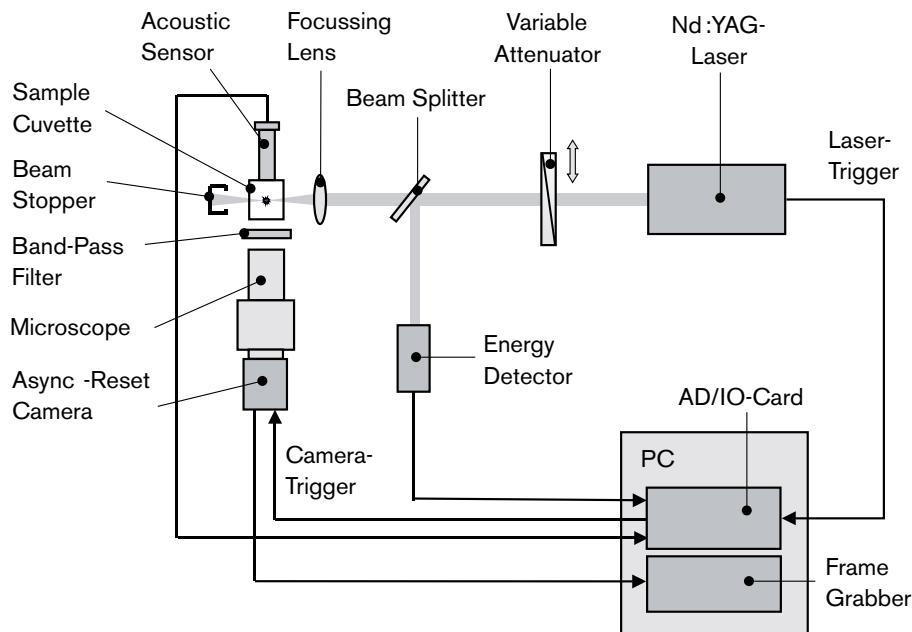 Acoustic
Sensor
Focussing
Lens
Variable
Attenuator
Nd:YAG-
Laser
Beam Splitter
Sample
Cuvette
Laser-
Trigger
Beam
Stopper
Band-Pass
Filter
Microscope
Energy
Detector
Async -Reset
Camera
AD/IO-Card
Camera-
Trigger
PC
Frame
Grabber